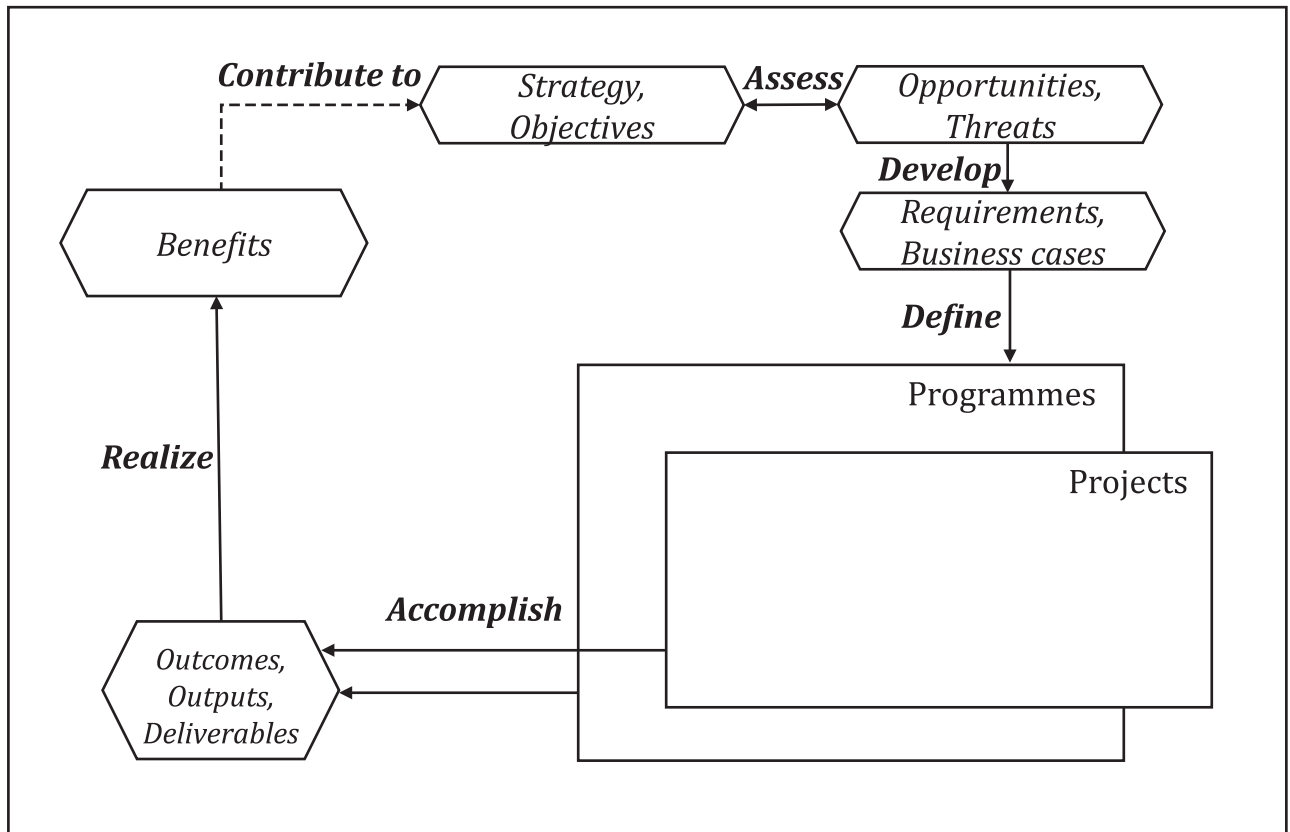 Contribute to
Strategy,
Objectives
Assess
Opportunities,
Threats
Develop
Requirements,
Business cases
Benefits
Define
Programmes
Projects
Realize
Accomplish
Outcomes,
Outputs,
Deliverables